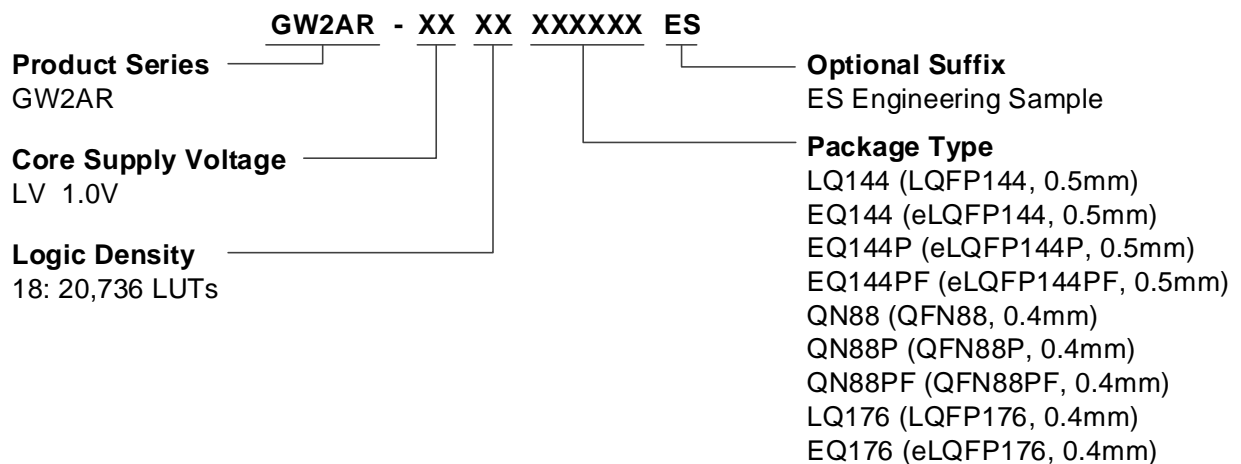 GW2AR - XX XX XXXXXX ES
Product Series
GW2AR
Core Supply Voltage
LV 1.0V
Logic Density
18: 20,736 LUTs
Optional Suffix
ES Engineering Sample
Package Type
LQ144 (LQFP144, 0.5mm)
EQ144 (eLQFP144, 0.5mm)
EQ144P (eLQFP144P, 0.5mm)
EQ144PF (eLQFP144PF, 0.5mm)
QN88 (QFN88, 0.4mm)
QN88P (QFN88P, 0.4mm)
QN88PF (QFN88PF, 0.4mm)
LQ176 (LQFP176, 0.4mm)
EQ176 (eLQFP176, 0.4mm)